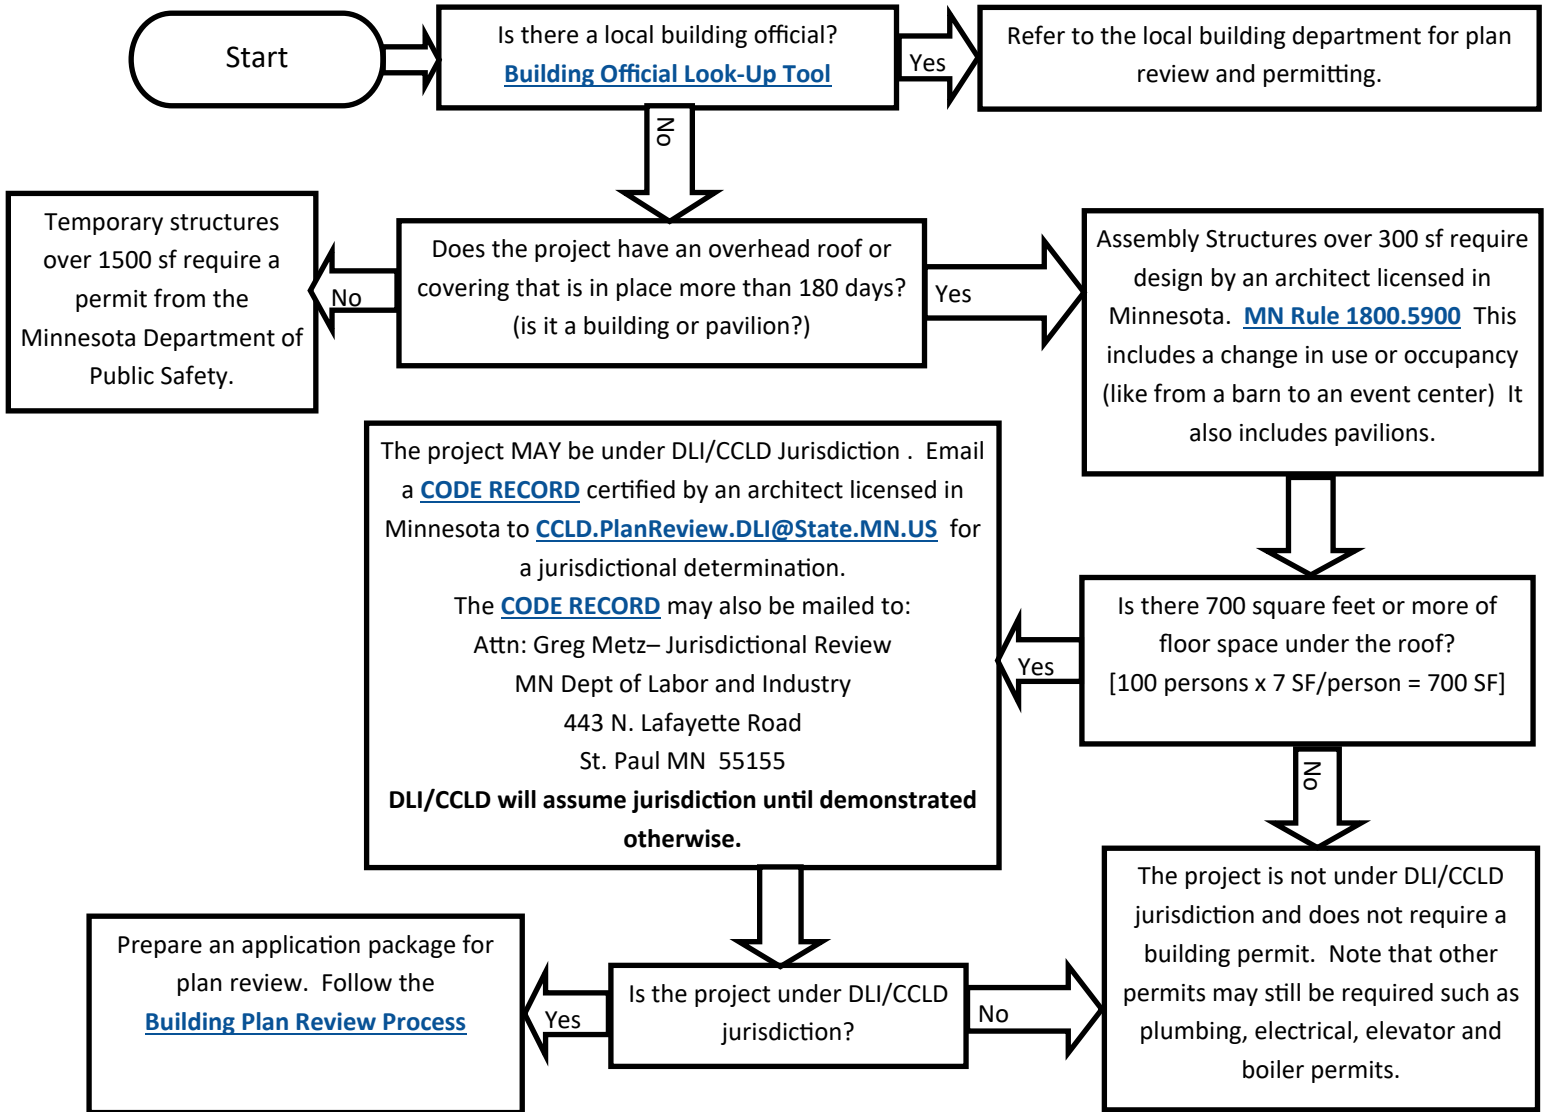 Start
Is there a local building official?
Building Official Look-Up Tool
Yes
Refer to the local building department for plan
review and permitting.
No
Temporary structures
over 1500 sf require a
permit from the
Minnesota Department of
Public Safety.
No
Does the project have an overhead roof or
covering that is in place more than 180 days?
(is it a building or pavilion?)
Yes
Assembly Structures over 300 sf require
design by an architect licensed in
Minnesota.  MN Rule 1800.5900  This
includes a change in use or occupancy
(like from a barn to an event center)  It
also includes pavilions.
The project MAY be under DLI/CCLD Jurisdiction .  Email
a CODE RECORD certified by an architect licensed in
Minnesota to CCLD.PlanReview.DLI@State.MN.US  for
a jurisdictional determination.
The CODE RECORD may also be mailed to:
Attn: Greg Metz– Jurisdictional Review
MN Dept of Labor and Industry
443 N. Lafayette Road
St. Paul MN  55155
DLI/CCLD will assume jurisdiction until demonstrated
otherwise.
Yes
Is there 700 square feet or more of
floor space under the roof?
[100 persons x 7 SF/person = 700 SF]
No
Prepare an application package for
plan review.  Follow the
Building Plan Review Process
Yes
Is the project under DLI/CCLD
jurisdiction?
No
The project is not under DLI/CCLD
jurisdiction and does not require a
building permit.  Note that other
permits may still be required such as
plumbing, electrical, elevator and
boiler permits.